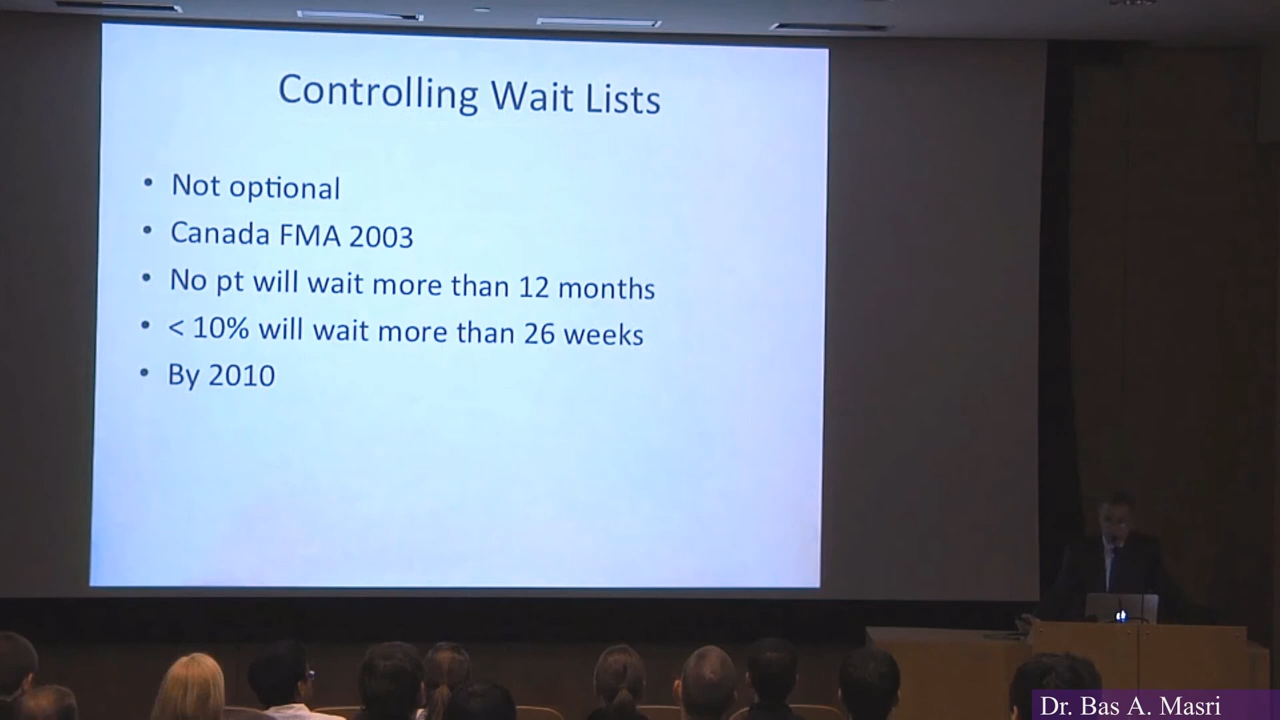 Controlling Wait Lists
• Not optional
• Canada FMA 2003
• No pt will wait more than 12 months
• < 10% will wait more than 26 weeks
• By 2010
Dr. Bas A. Masri